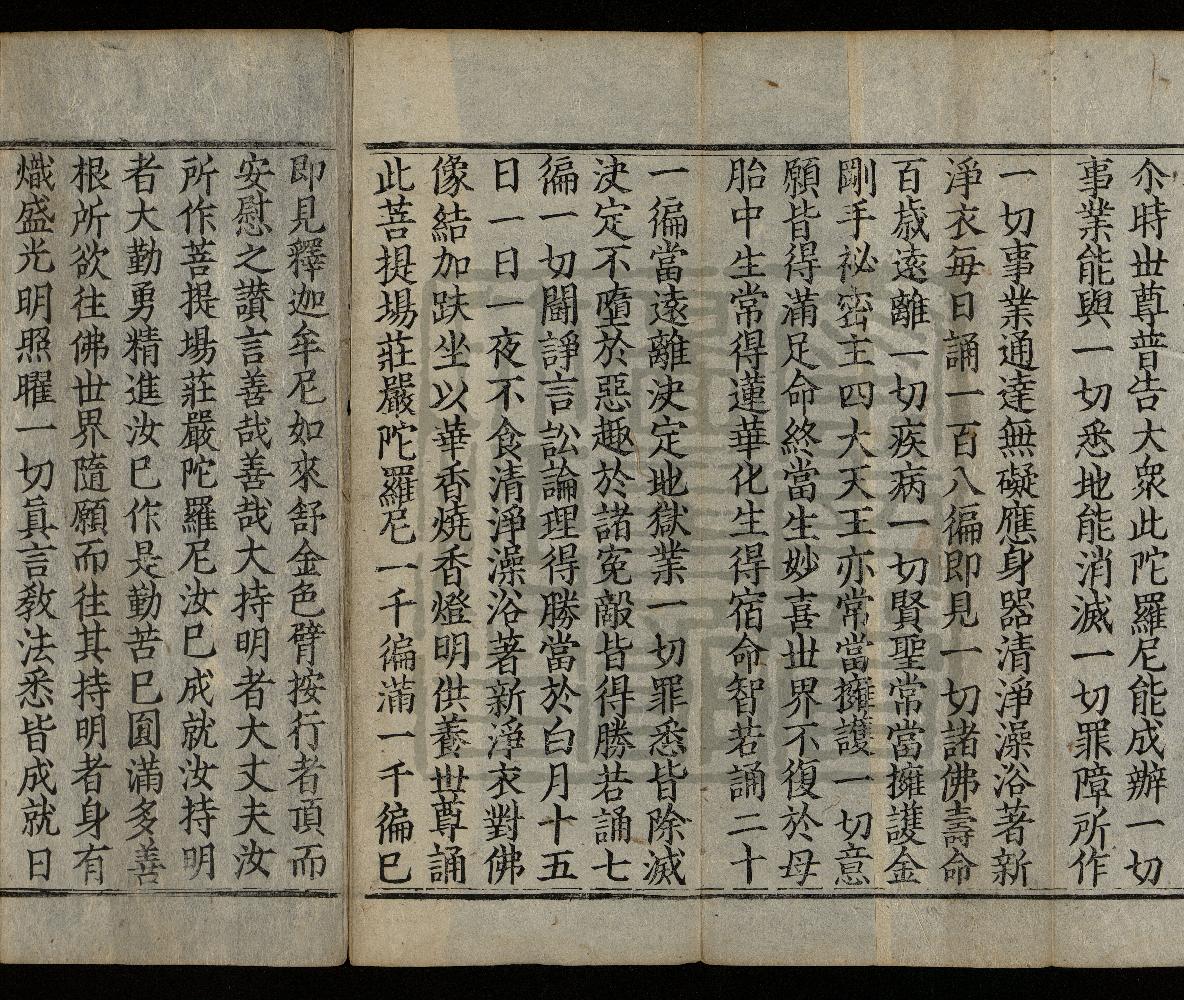 尒時世尊普告大衆此陀羅尼能成辦一切
事業能與一切悉地能消滅一切罪障所作
一切事業通達無礙應身器清淨澡浴著新
淨衣每日誦一百八徧即見一切諸佛壽命
百歲遠離一切疾病一切賢聖常當擁護金
剛手祕密主四大天王亦常當擁護一切意
願皆得滿足命終當生妙喜世界不復於母
胎中生常得蓮華化生得宿命智若誦二十
一徧當遠離決定地獄業一切罪悉皆除滅
決定不墮於惡趣於諸冤敵皆得勝若誦七
徧一切鬪諍言訟論理得勝當於白月十五
日一日一夜不食清淨澡浴著新淨衣對佛
像結加趺坐以華香燒香燈明供養世尊誦
此菩提場莊嚴陀羅尼一千徧滿一千徧已
即見釋迦牟尼如來舒金色臂按行者頂而
安慰之讃言善哉善哉大持明者大丈夫汝
所作菩提場莊嚴陀羅尼汝已成就汝持明
者大勤勇精進汝已作是勤苦已圓滿多善
根所欲往佛世界隨願而往其持明者身有
熾盛光明照曜一切眞言敎法悉皆成就日